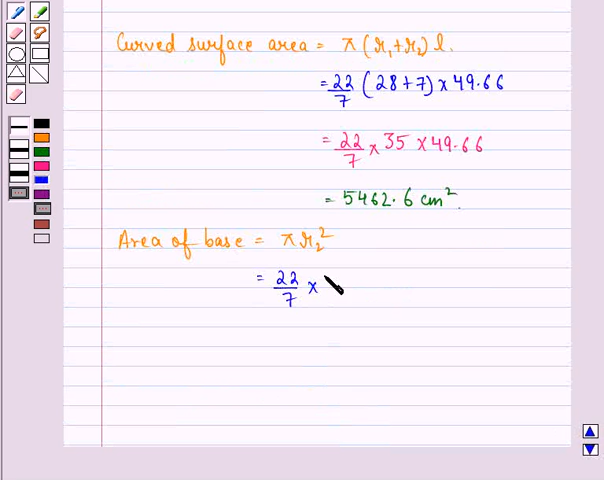 Curved surface area = π(r₁+r₂)l.
= 22/7 (28+7) × 49.66
= 22/7 × 35 × 49.66
= 5462.6 cm².
Area of base = πr₂²
= 22/7 ×